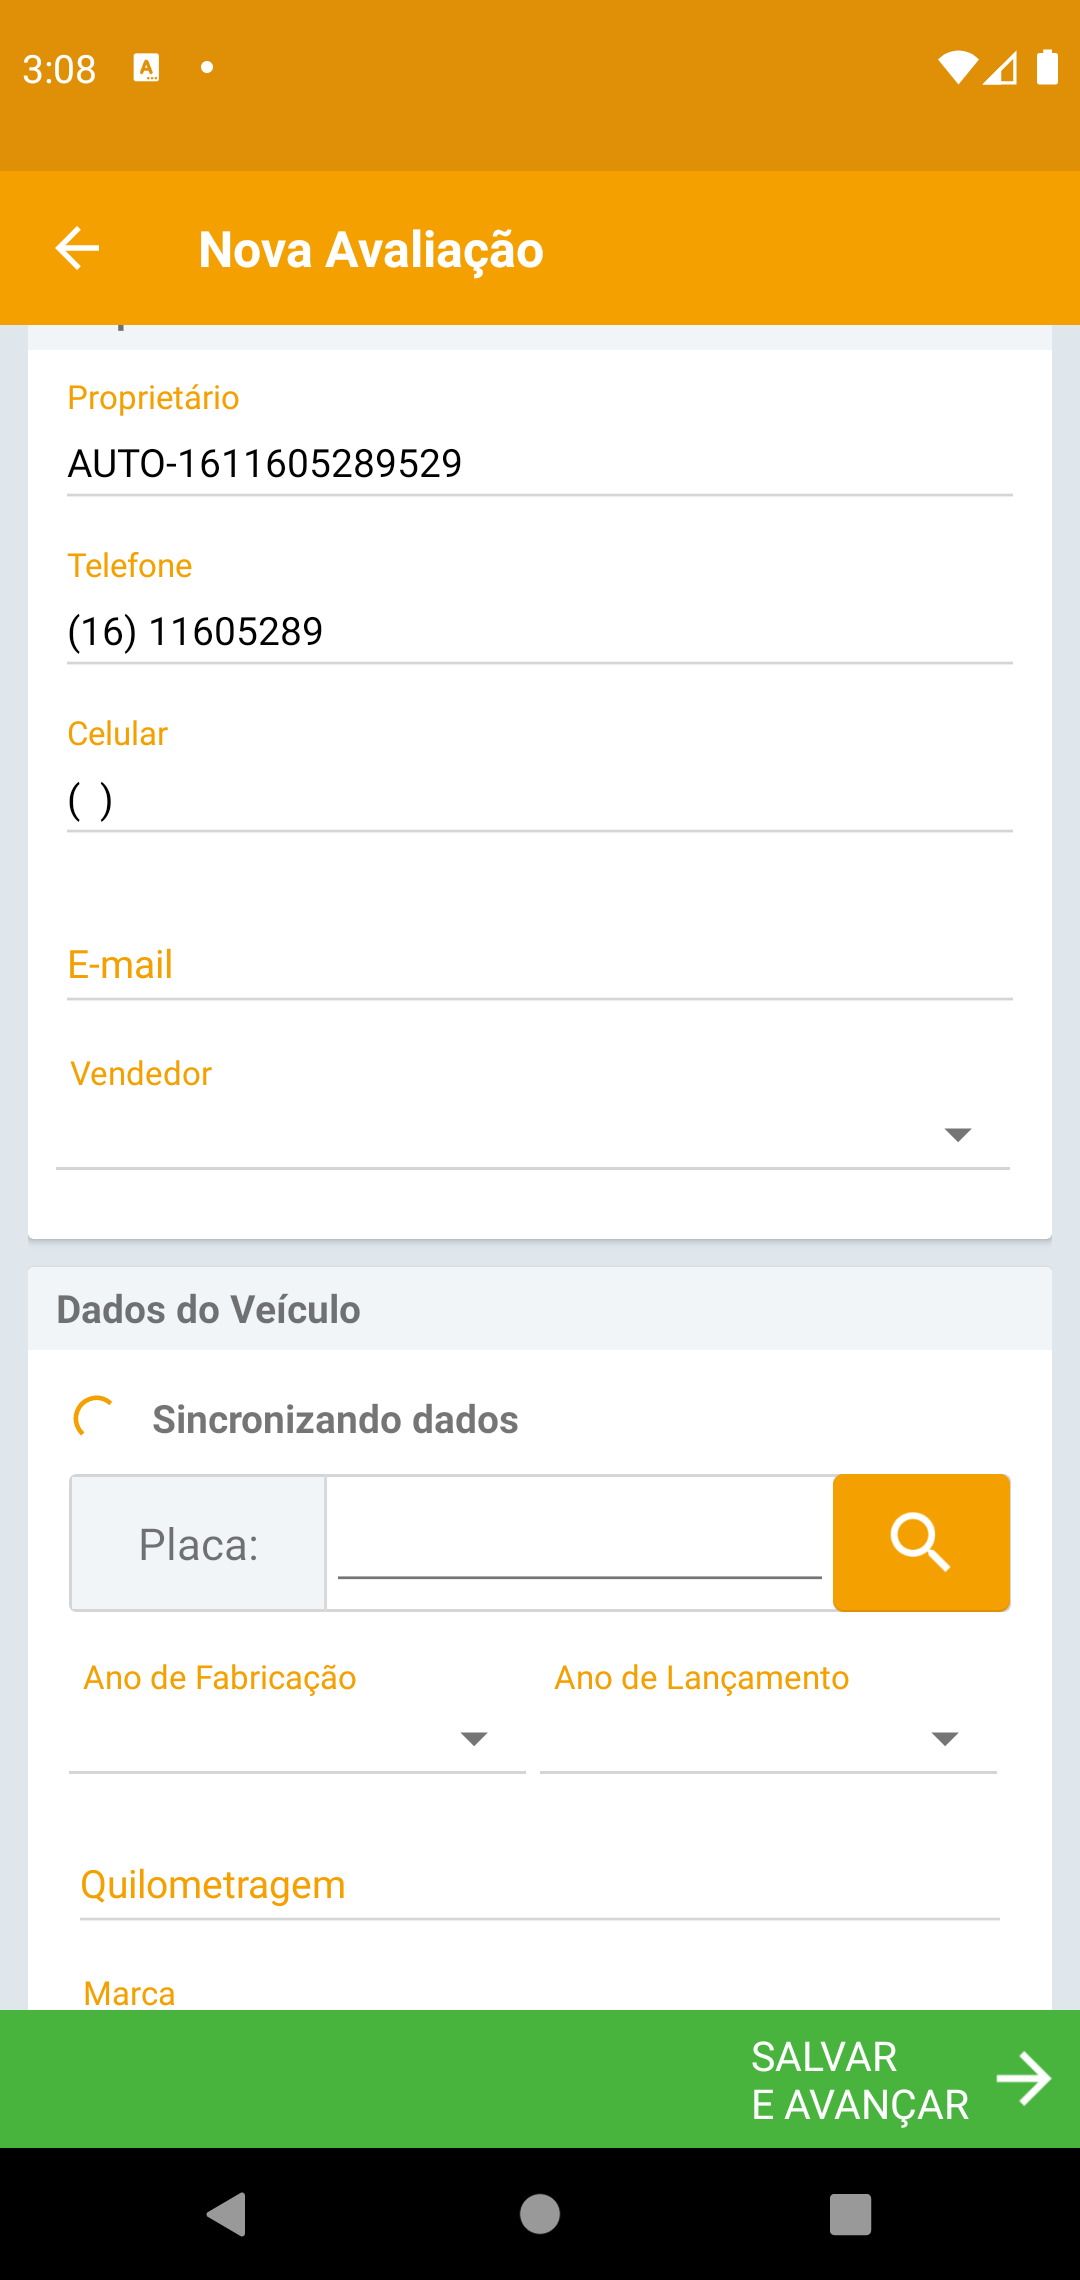 3:08
Nova Avaliação
Proprietário
AUTO-1611605289529
Telefone
(16) 11605289
Celular
( )
E-mail
Vendedor
Dados do Veículo
Sincronizando dados
Placa:
Ano de Fabricação
Ano de Lançamento
Quilometragem
Marca
SALVAR
E AVANÇAR